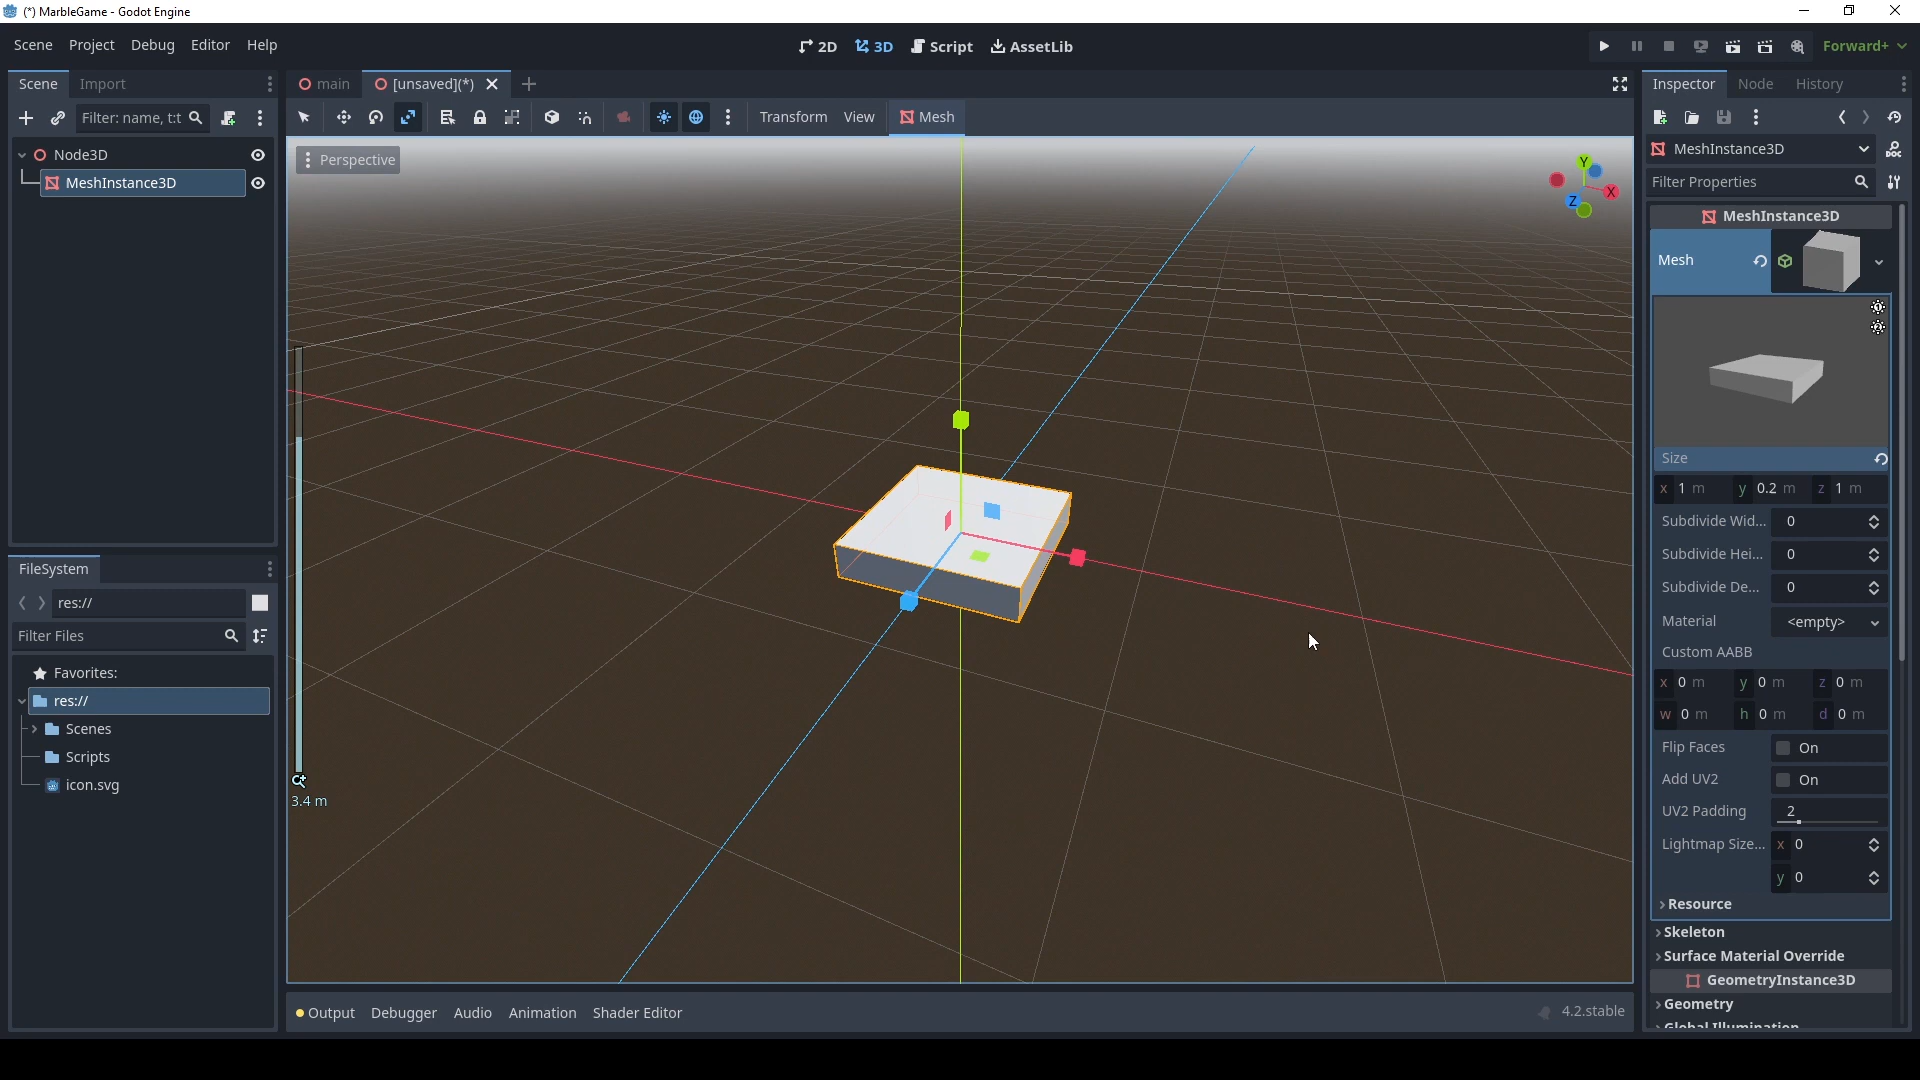 (*) MarbleGame - Godot Engine
Scene Project Debug Editor Help
2D 3D Script AssetLib
Forward+
Scene Import
main [unsaved](*)
Inspector Node History
Filter: name, t:t
Transform View Mesh
Node3D
MeshInstance3D
Perspective
Y
X
Z
3.4 m
MeshInstance3D
Filter Properties
MeshInstance3D
Mesh
Size
x 1 m y 0.2 m z 1 m
Subdivide Wid... 0
Subdivide Hei... 0
Subdivide De... 0
Material <empty>
Custom AABB
x 0 m y 0 m z 0 m
w 0 m h 0 m d 0 m
Flip Faces On
Add UV2 On
UV2 Padding 2
Lightmap Size... x 0
y 0
Resource
Skeleton
Surface Material Override
GeometryInstance3D
Geometry
Global Illumination
FileSystem
res://
Filter Files
Favorites:
res://
Scenes
Scripts
icon.svg
Output Debugger Audio Animation Shader Editor
4.2.stable